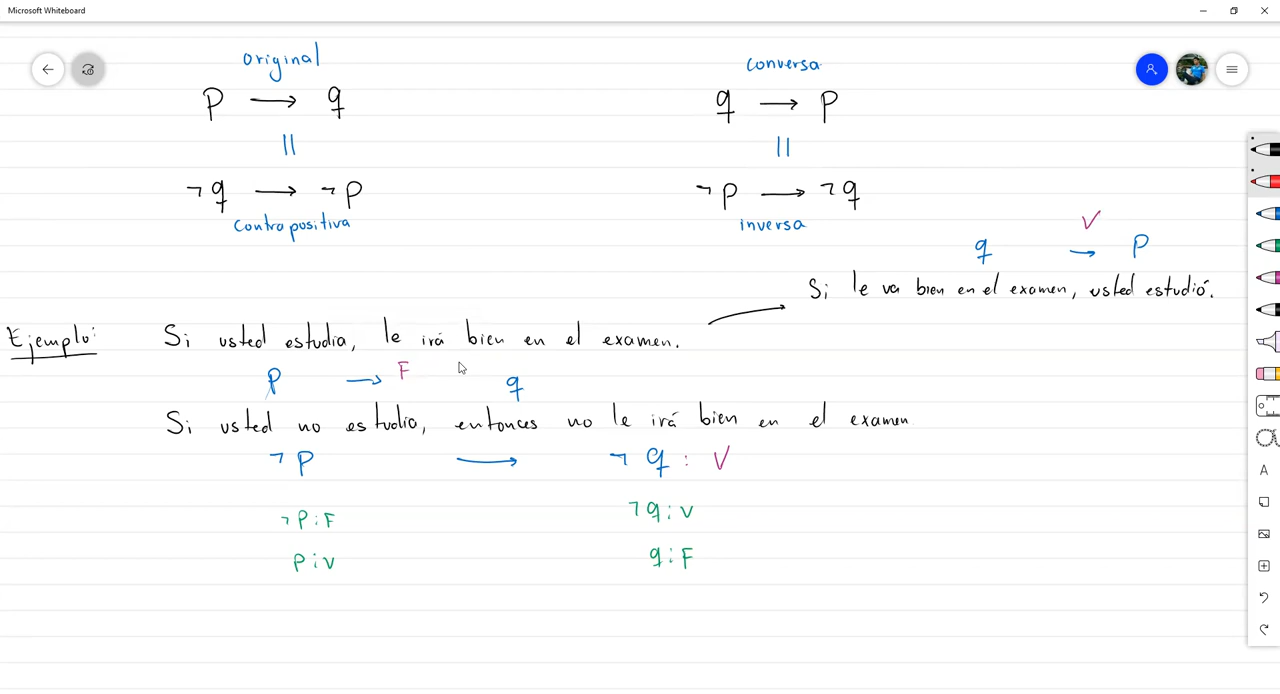 Microsoft Whiteboard
original
conversa
p → q
q → p
||
||
¬q → ¬p
¬p → ¬q
contrapositiva
inversa
V
q → p
Si le va bien en el examen, usted estudió.
Ejemplo:
Si usted estudia, le irá bien en el examen.
p → F q
Si usted no estudia, entonces no le irá bien en el examen
¬p → ¬q : V
¬p : F
¬q : V
p : V
q : F
A